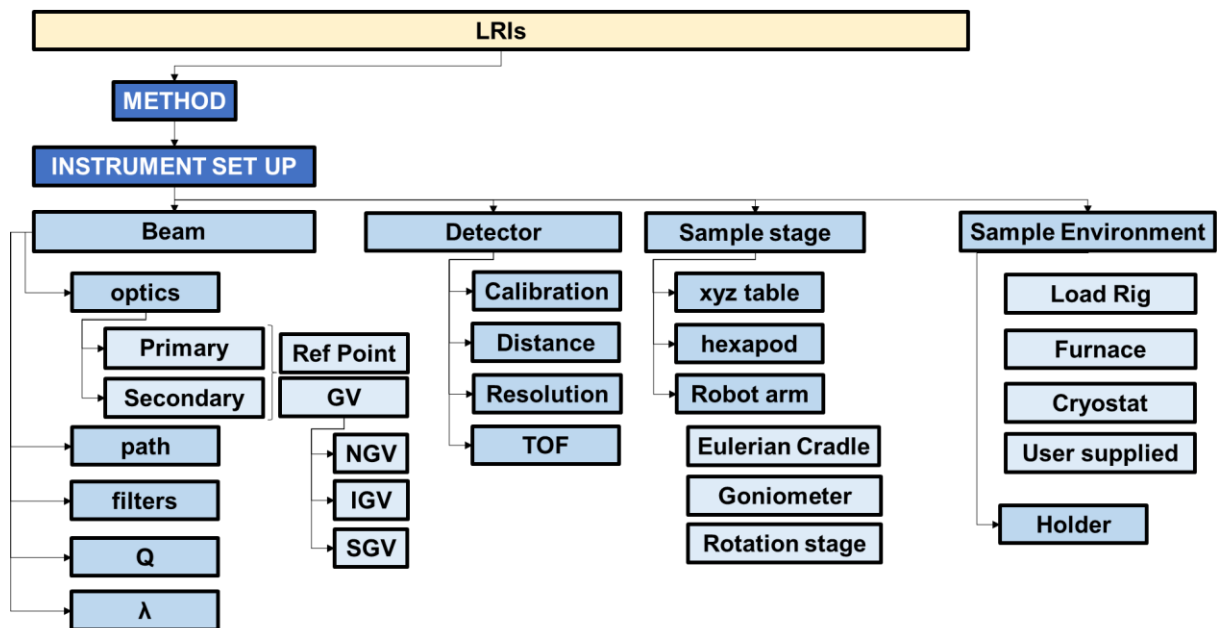 LRIs
METHOD
INSTRUMENT SET UP
Beam
optics
Primary
Secondary
Ref Point
GV
NGV
IGV
SGV
path
filters
Q
λ
Detector
Calibration
Distance
Resolution
TOF
Sample stage
xyz table
hexapod
Robot arm
Eulerian Cradle
Goniometer
Rotation stage
Sample Environment
Load Rig
Furnace
Cryostat
User supplied
Holder